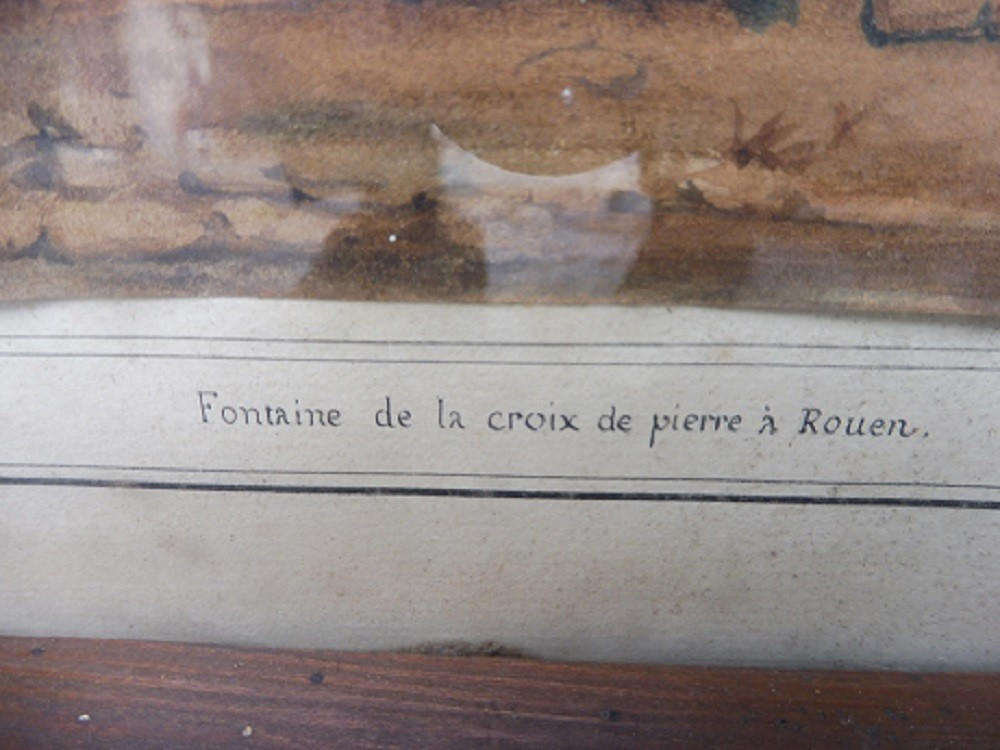 Fontaine de la croix de pierre à Rouen.